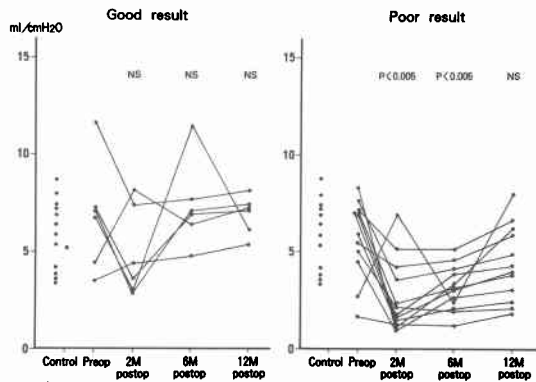 Good result
Poor result
ml/cmH2O
15
NS
NS
NS
10
5
0
Control
Preop
2M
postop
6M
postop
12M
postop
15
P<0.005
P<0.005
NS
10
5
0
Control
Preop
2M
postop
6M
postop
12M
postop